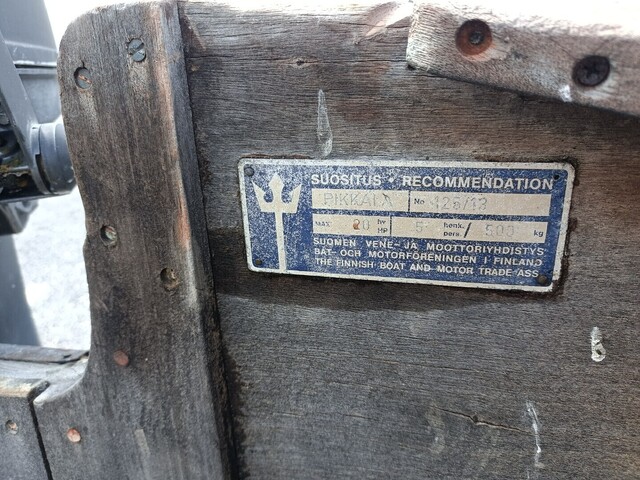 SUOSITUS • RECOMMENDATION
PIKKALA No 126/13
MAX 20 hv HP 5 henk. pers. / 500 kg
SUOMEN VENE- JA MOOTTORIYHDISTYS
BÅT- OCH MOTORFÖRENINGEN I FINLAND
THE FINNISH BOAT AND MOTOR TRADE ASS.